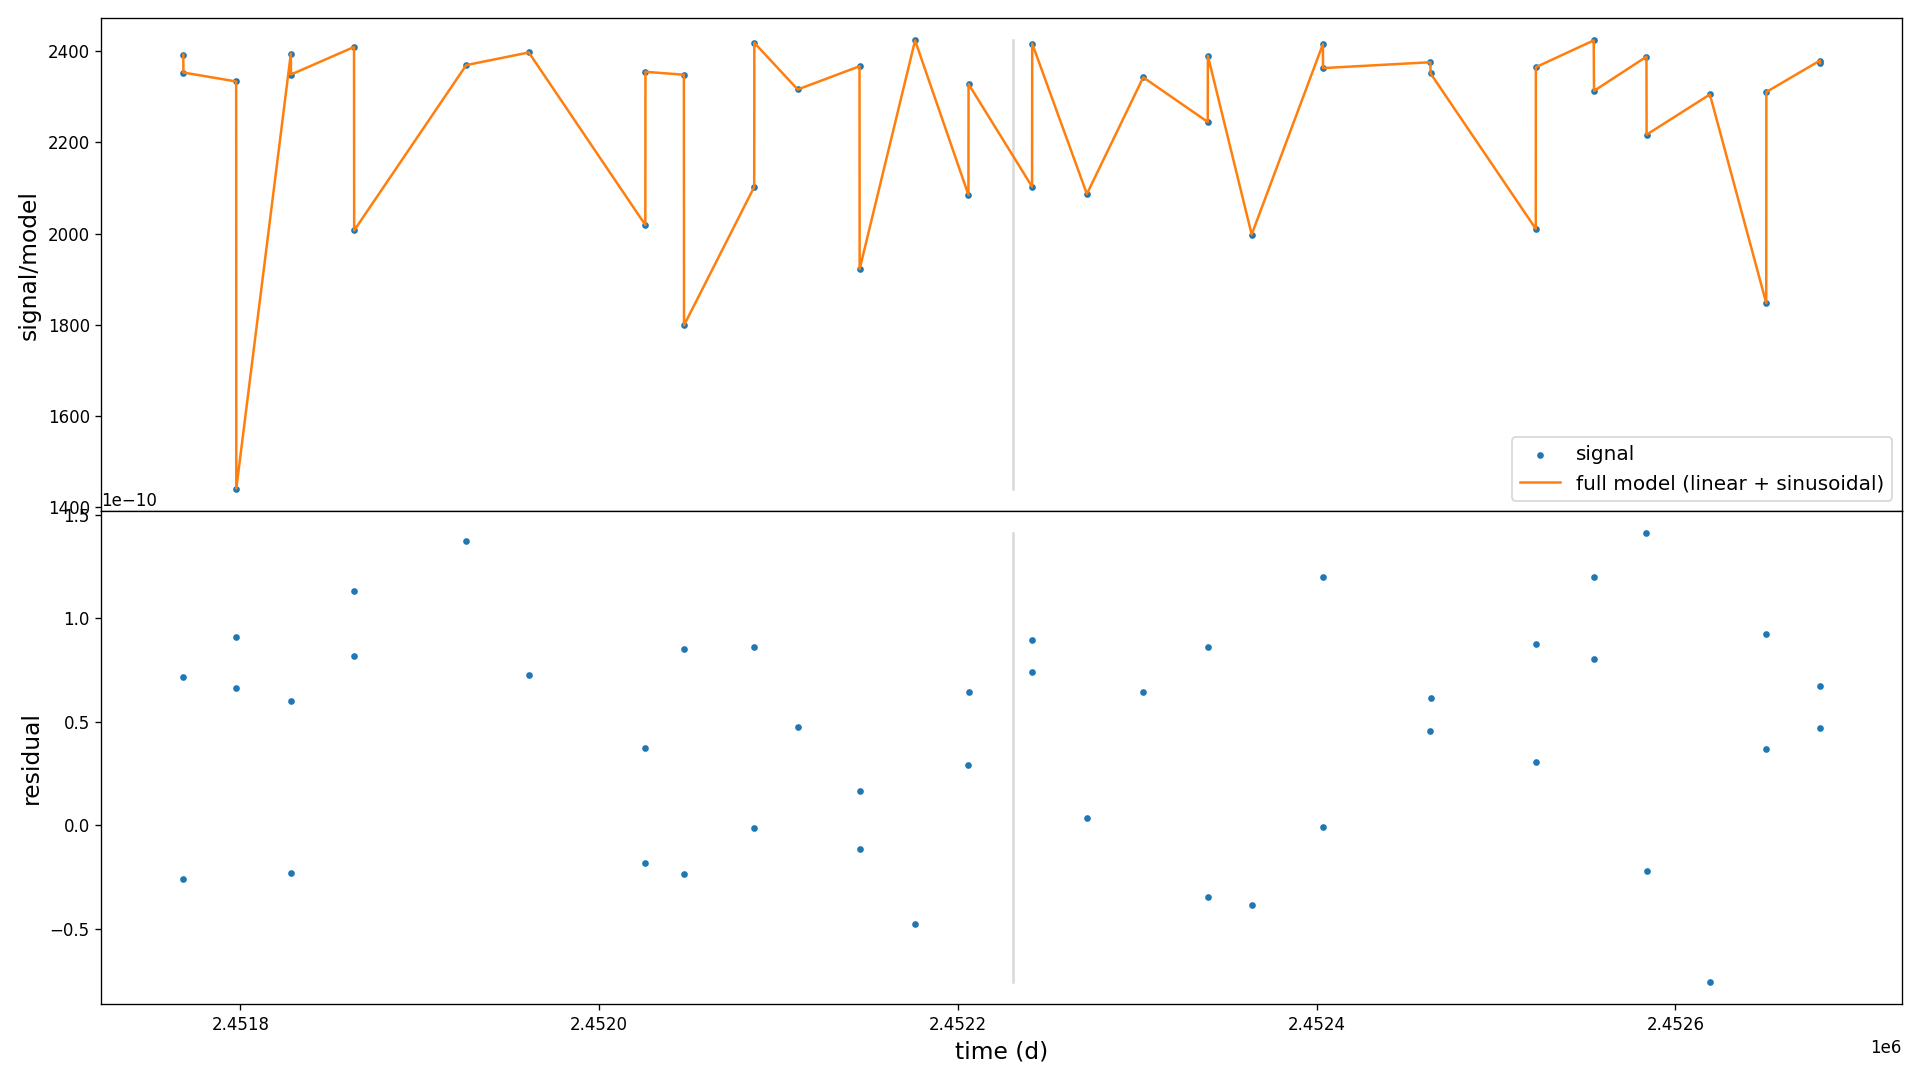 2400
2200
2000
1800
1600
1400
signal/model
signal
full model (linear + sinusoidal)
1e−10
1.5
1.0
0.5
0.0
−0.5
residual
2.4518
2.4520
2.4522
2.4524
2.4526
time (d)
1e6